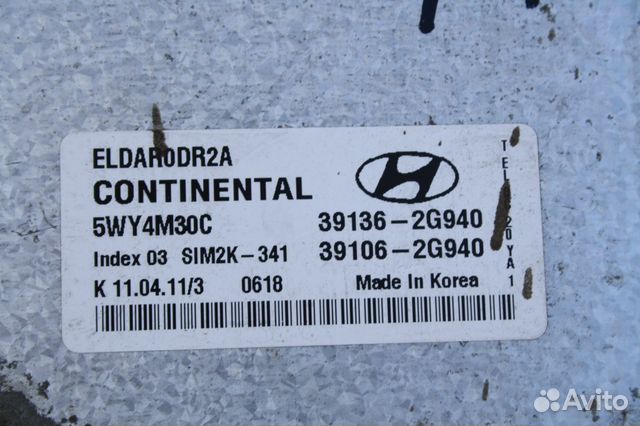 ELDAR0DR2A
CONTINENTAL
5WY4M30C 39136-2G940
Index 03 SIM2K-341 39106-2G940
K 11.04.11/3 0618 Made In Korea
Avito